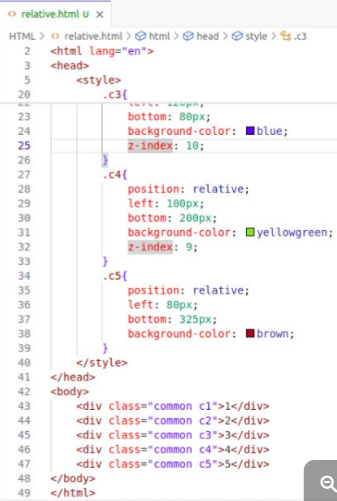 relative.html U ×
HTML > relative.html > html > head > style > .c3
2 <html lang="en">
3 <head>
5 <style>
20 .c3{
22 left: 120px;
23 bottom: 80px;
24 background-color: blue;
25 z-index: 10;
26 }
27 .c4{
28 position: relative;
29 left: 100px;
30 bottom: 200px;
31 background-color: yellowgreen;
32 z-index: 9;
33 }
34 .c5{
35 position: relative;
36 left: 80px;
37 bottom: 325px;
38 background-color: brown;
39 }
40 </style>
41 </head>
42 <body>
43 <div class="common c1">1</div>
44 <div class="common c2">2</div>
45 <div class="common c3">3</div>
46 <div class="common c4">4</div>
47 <div class="common c5">5</div>
48 </body>
49 </html>